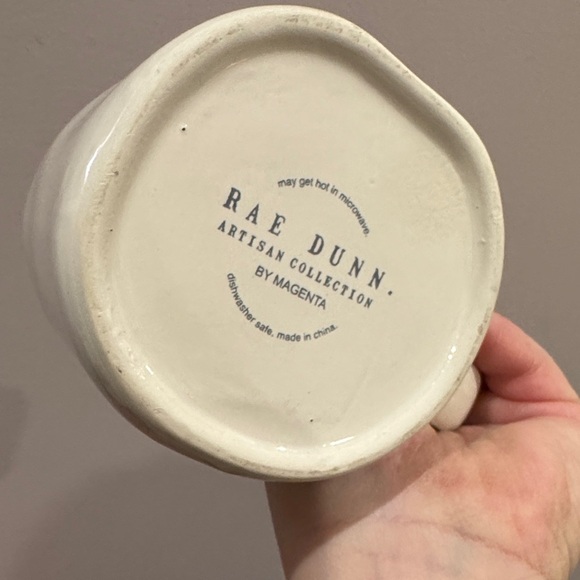 may get hot in microwave.
RAE DUNN.
ARTISAN COLLECTION
BY MAGENTA
dishwasher safe. made in china.